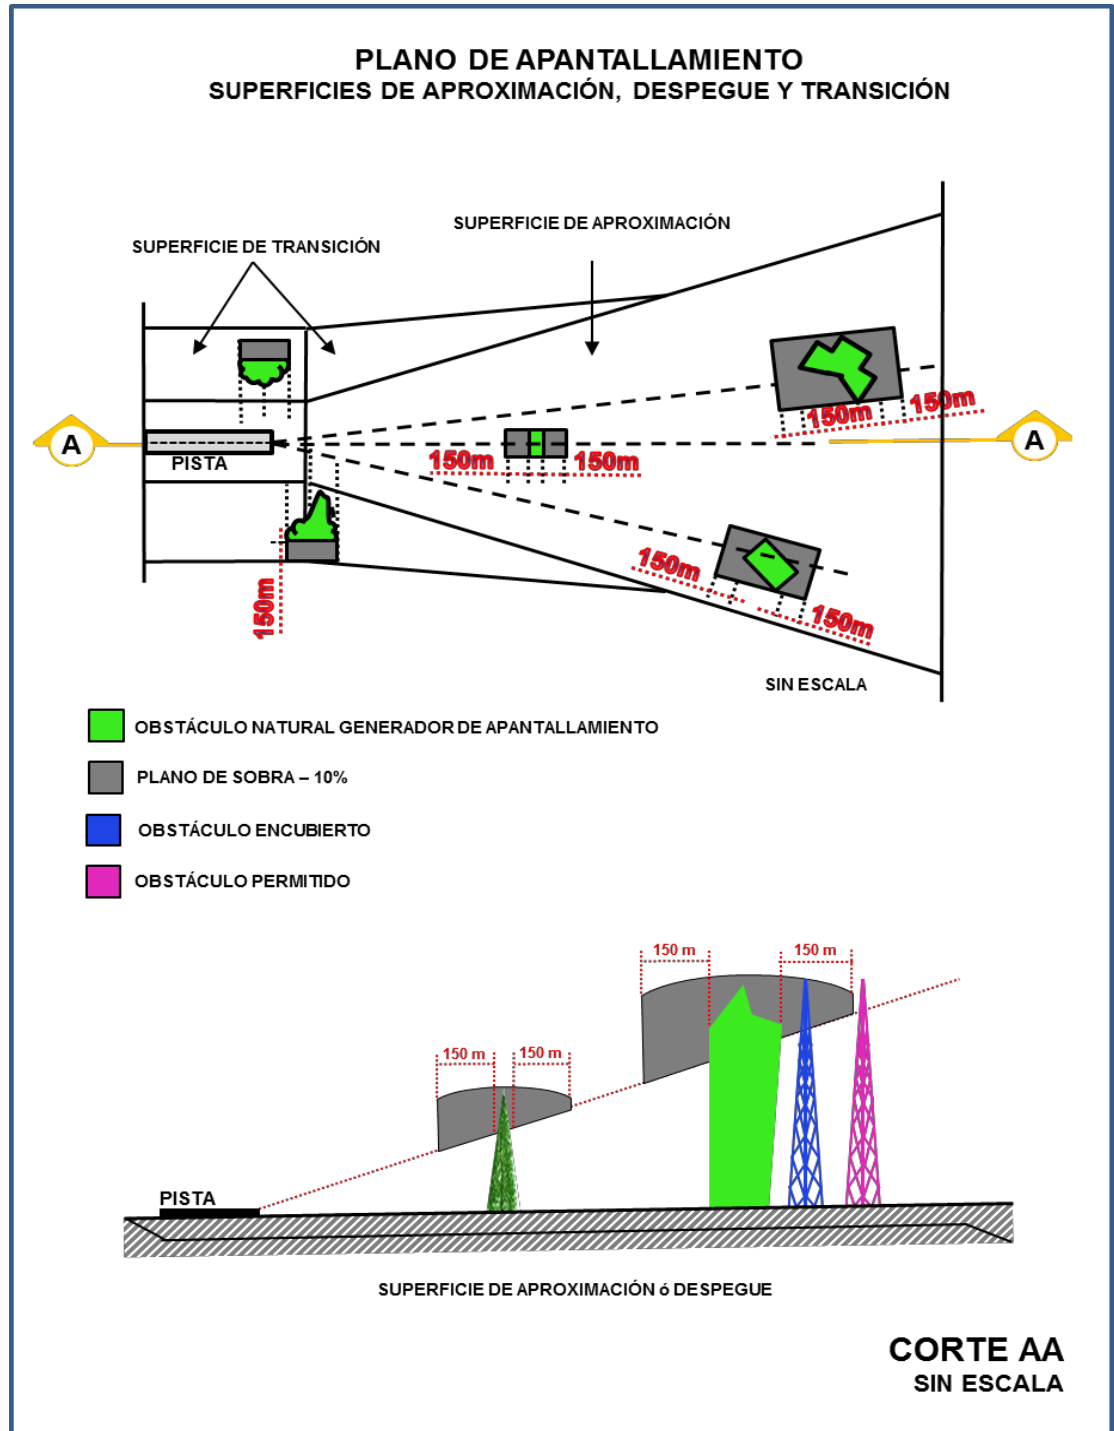 PLANO DE APANTALLAMIENTO
SUPERFICIES DE APROXIMACIÓN, DESPEGUE Y TRANSICIÓN
SUPERFICIE DE APROXIMACIÓN
SUPERFICIE DE TRANSICIÓN
150m
150m
A
A
PISTA
150m
150m
150m
150m
150m
SIN ESCALA
OBSTÁCULO NATURAL GENERADOR DE APANTALLAMIENTO
PLANO DE SOBRA – 10%
OBSTÁCULO ENCUBIERTO
OBSTÁCULO PERMITIDO
150 m
150 m
150 m
150 m
PISTA
SUPERFICIE DE APROXIMACIÓN ó DESPEGUE
CORTE AA
SIN ESCALA